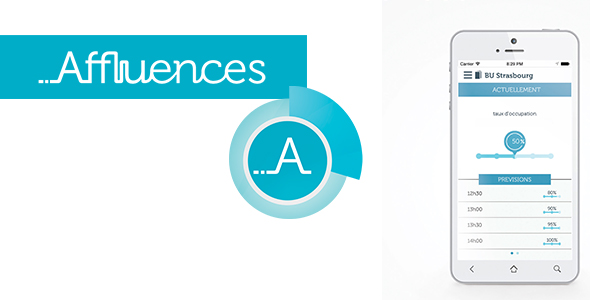 ...Affluences
...A
Carrier 8:29 PM
BU Strasbourg
ACTUELLEMENT
taux d'occupation
50%
PREVISIONS
12h30 80%
13h00 90%
13h30 95%
14h00 100%